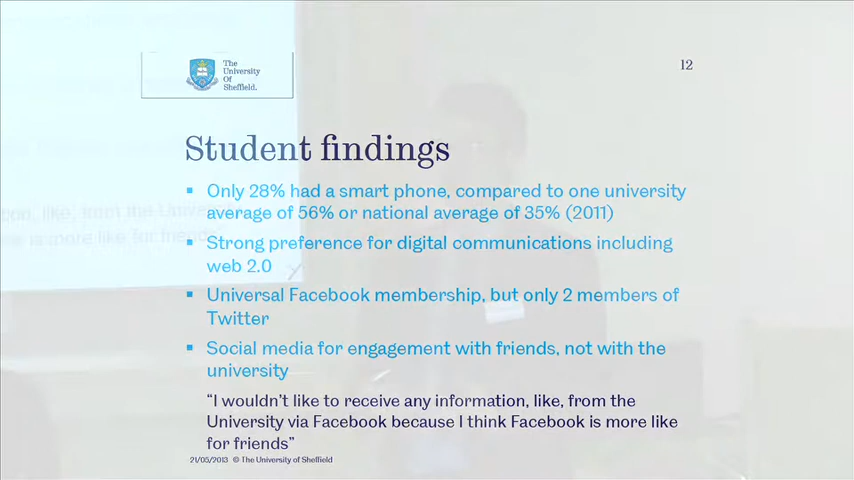 The
University
Of
Sheffield.
12
Student findings
▪ Only 28% had a smart phone, compared to one university
average of 56% or national average of 35% (2011)
▪ Strong preference for digital communications including
web 2.0
▪ Universal Facebook membership, but only 2 members of
Twitter
▪ Social media for engagement with friends, not with the
university
“I wouldn’t like to receive any information, like, from the
University via Facebook because I think Facebook is more like
for friends”
21/05/2013 © The University of Sheffield